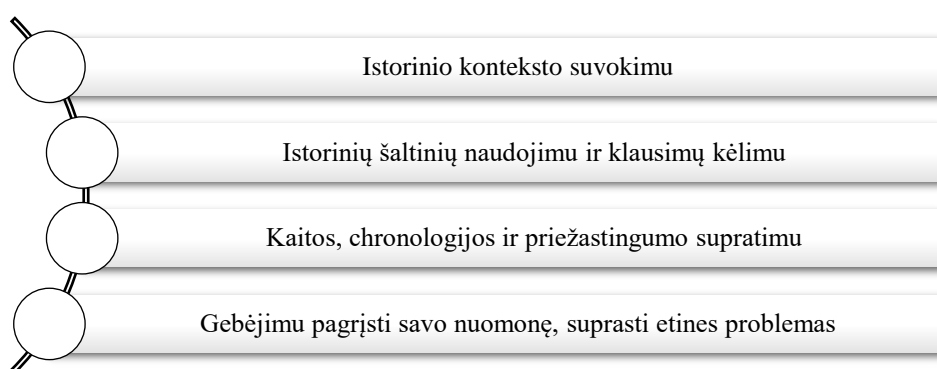 Istorinio konteksto suvokimu
Istorinių šaltinių naudojimu ir klausimų kėlimu
Kaitos, chronologijos ir priežastingumo supratimu
Gebėjimu pagrįsti savo nuomonę, suprasti etines problemas